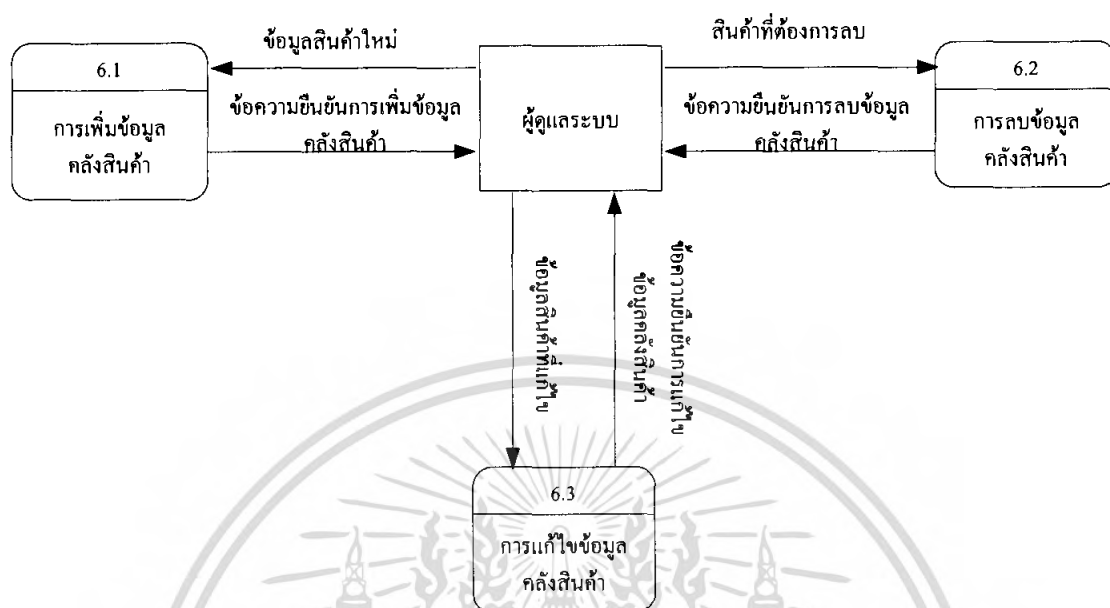 ข้อมูลสินค้าใหม่
สินค้าที่ต้องการลบ
6.1
การเพิ่มข้อมูล
คลังสินค้า
ข้อความยืนยันการเพิ่มข้อมูล
คลังสินค้า
ผู้ดูแลระบบ
ข้อความยืนยันการลบข้อมูล
คลังสินค้า
6.2
การลบข้อมูล
คลังสินค้า
ข้อมูลสินค้าที่แก้ไข
ข้อความยืนยันการแก้ไข
ข้อมูลคลังสินค้า
6.3
การแก้ไขข้อมูล
คลังสินค้า